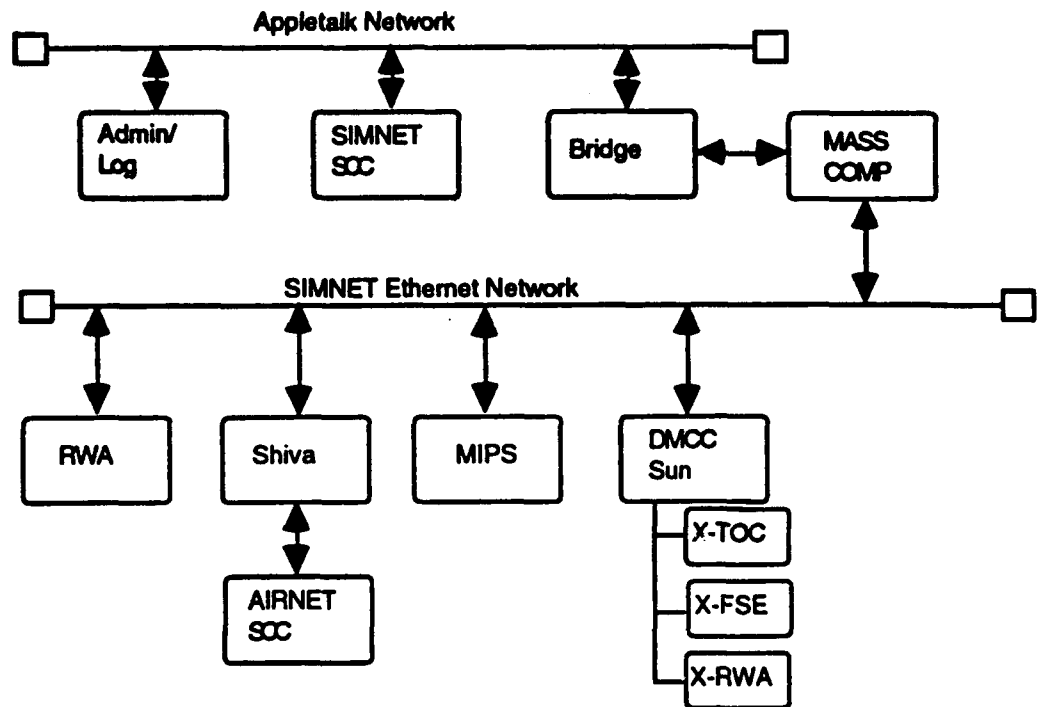 Appletalk Network
Admin/
Log
SIMNET
SCC
Bridge
MASS
COMP
SIMNET Ethernet Network
RWA
Shiva
MIPS
DMCC
Sun
X-TOC
X-FSE
X-RWA
AIRNET
SCC